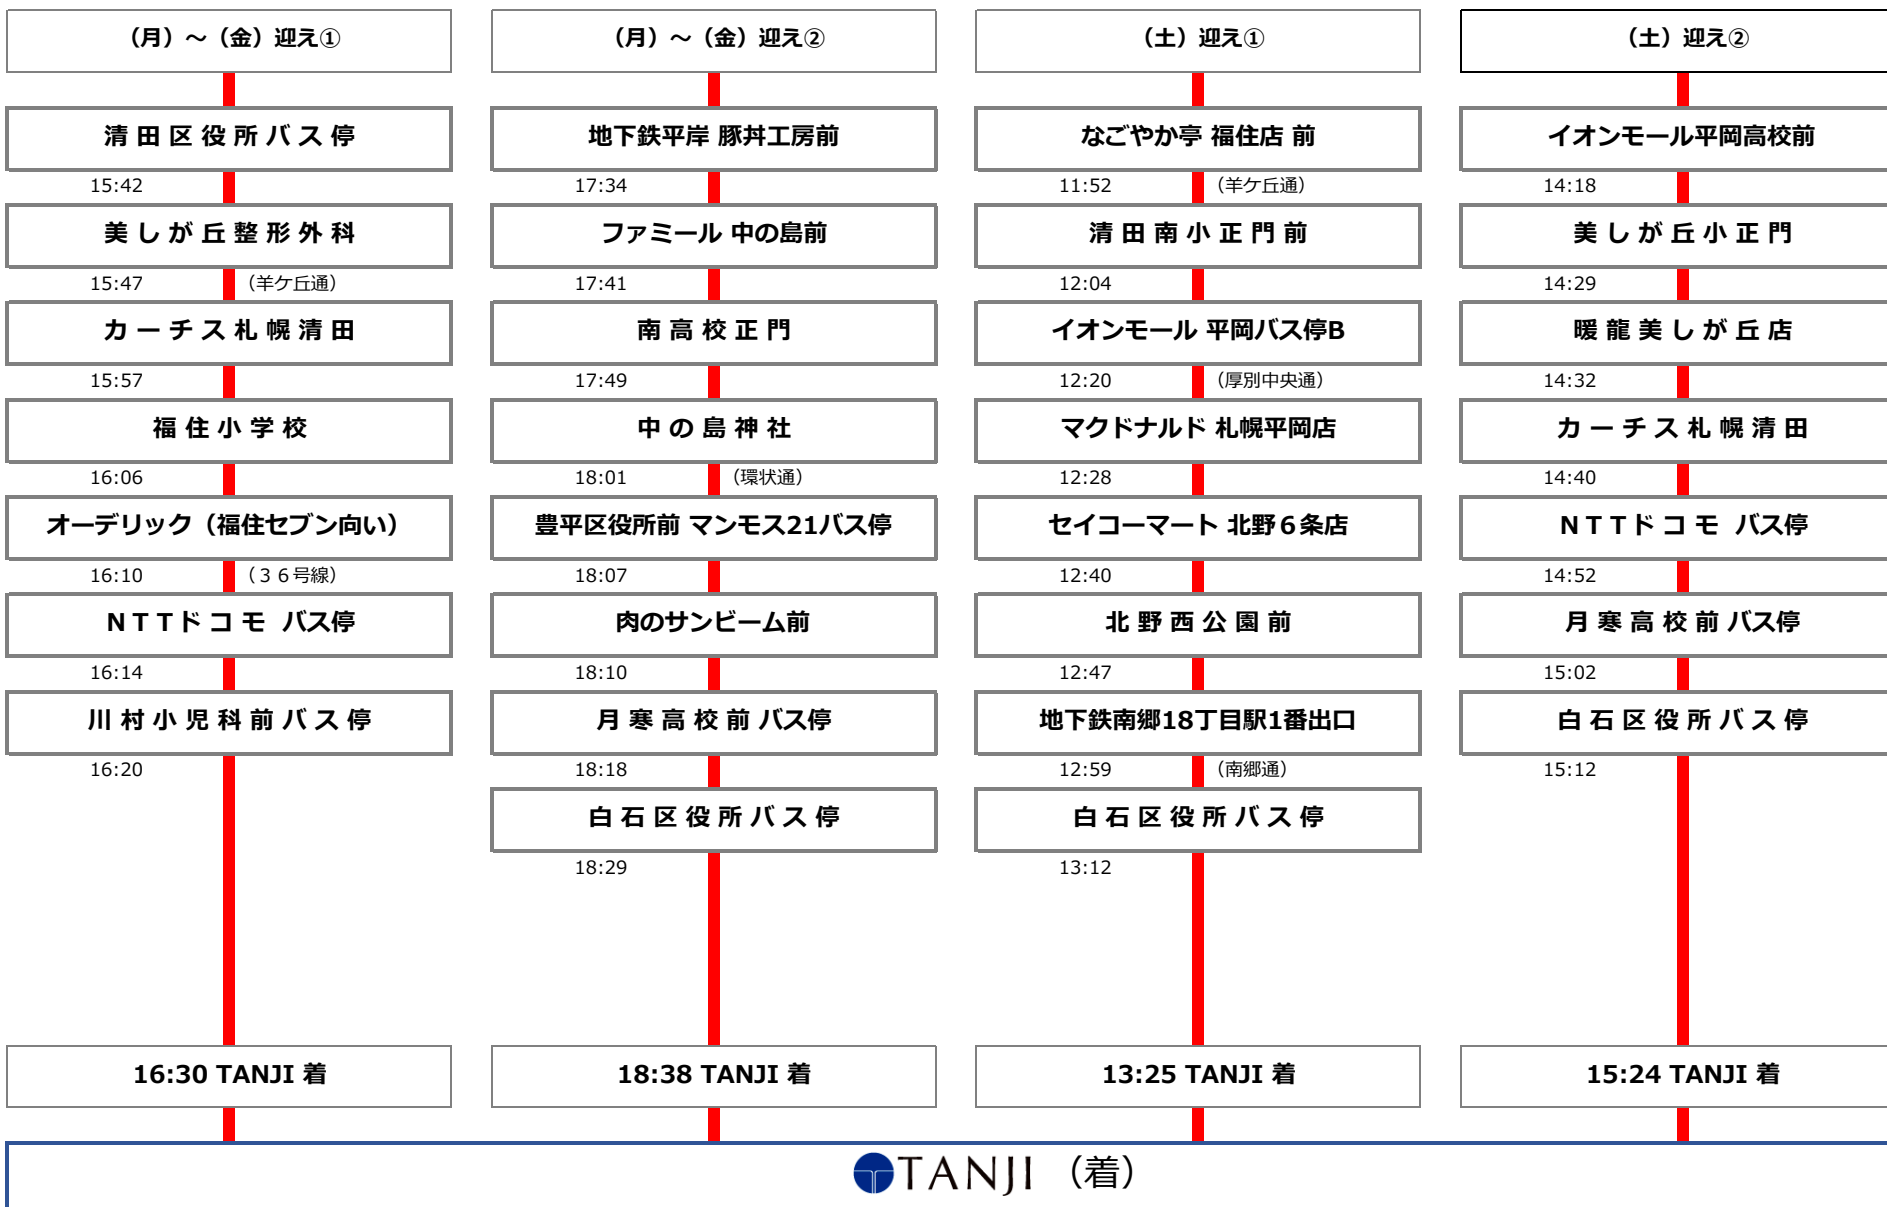 （月）～（金）迎え①
清田区役所バス停
15:42
美しが丘整形外科
15:47 （羊ケ丘通）
カーチス札幌清田
15:57
福住小学校
16:06
オーデリック（福住セブン向い）
16:10 （３６号線）
ＮＴＴドコモ バス停
16:14
川村小児科前バス停
16:20
16:30 TANJI 着
（月）～（金）迎え②
地下鉄平岸 豚丼工房前
17:34
ファミール 中の島前
17:41
南高校正門
17:49
中の島神社
18:01 （環状通）
豊平区役所前 マンモス21バス停
18:07
肉のサンビーム前
18:10
月寒高校前 バス停
18:18
白石区役所バス停
18:29
18:38 TANJI 着
（土）迎え①
なごやか亭 福住店 前
11:52 （羊ケ丘通）
清田南小正門前
12:04
イオンモール 平岡バス停B
12:20 （厚別中央通）
マクドナルド 札幌平岡店
12:28
セイコーマート 北野６条店
12:40
北野西公園前
12:47
地下鉄南郷18丁目駅1番出口
12:59 （南郷通）
白石区役所バス停
13:12
13:25 TANJI 着
（土）迎え②
イオンモール平岡高校前
14:18
美しが丘小正門
14:29
暖龍美しが丘店
14:32
カーチス札幌清田
14:40
ＮＴＴドコモ バス停
14:52
月寒高校前 バス停
15:02
白石区役所バス停
15:12
15:24 TANJI 着
TANJI （着）